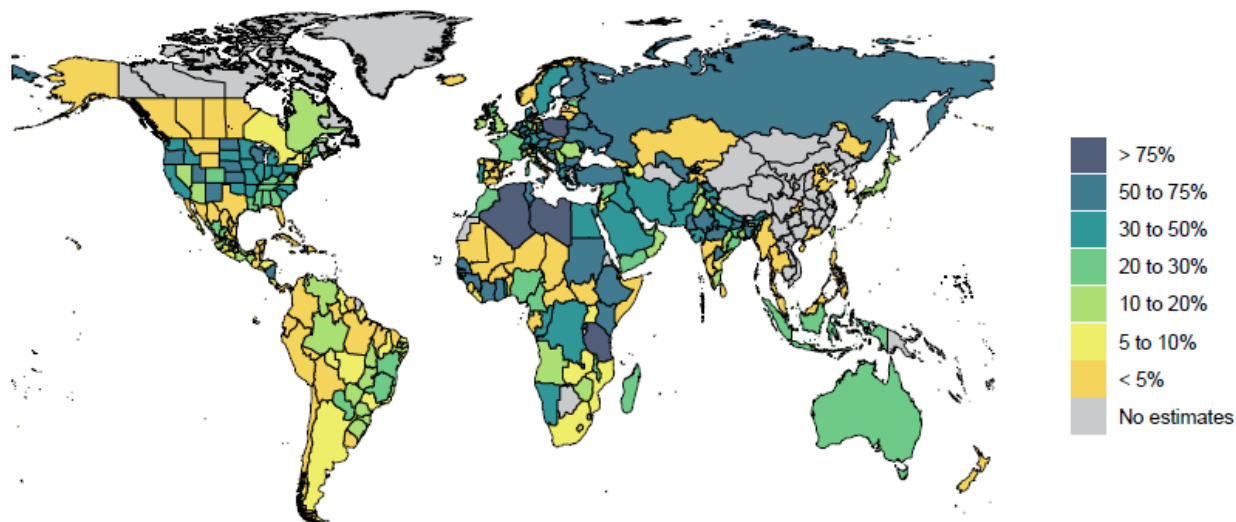 > 75%
50 to 75%
30 to 50%
20 to 30%
10 to 20%
5 to 10%
< 5%
No estimates